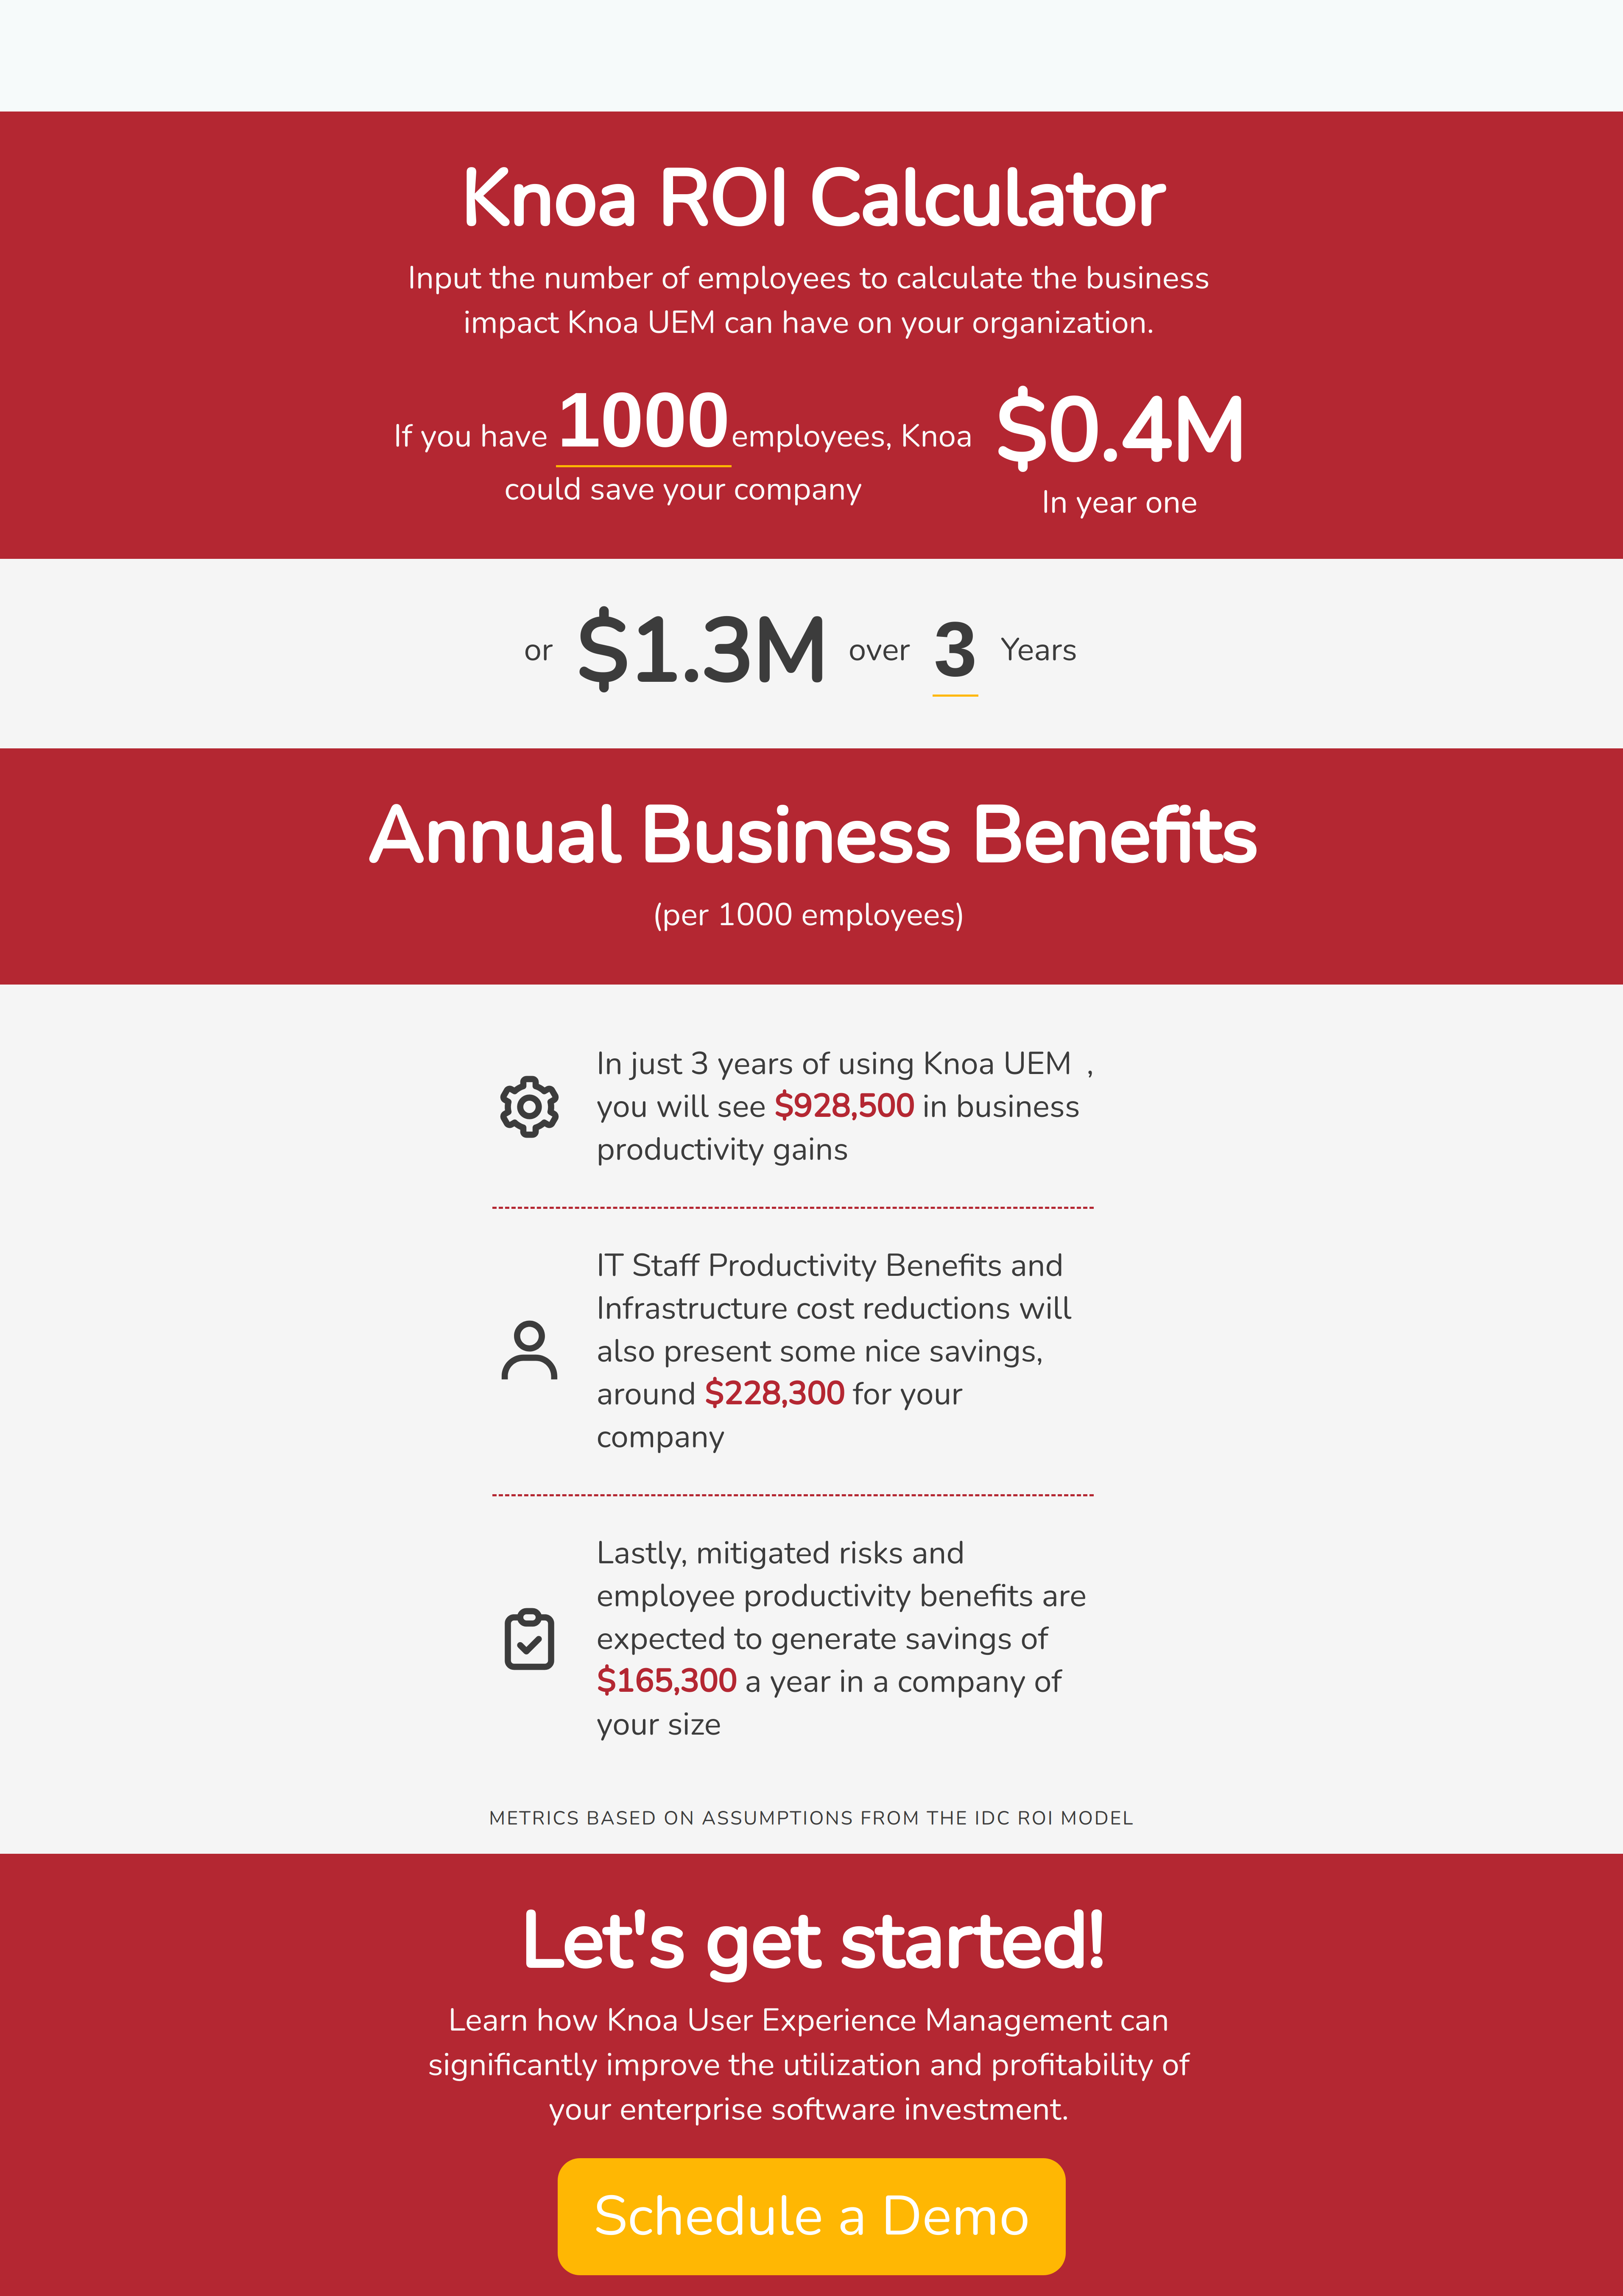 Knoa ROI Calculator
Input the number of employees to calculate the business
impact Knoa UEM can have on your organization.
If you have 1000 employees, Knoa
could save your company
$0.4M
In year one
or $1.3M over 3 Years
Annual Business Benefits
(per 1000 employees)
In just 3 years of using Knoa UEM ,
you will see $928,500 in business
productivity gains
IT Staff Productivity Benefits and
Infrastructure cost reductions will
also present some nice savings,
around $228,300 for your
company
Lastly, mitigated risks and
employee productivity benefits are
expected to generate savings of
$165,300 a year in a company of
your size
METRICS BASED ON ASSUMPTIONS FROM THE IDC ROI MODEL
Let's get started!
Learn how Knoa User Experience Management can
significantly improve the utilization and profitability of
your enterprise software investment.
Schedule a Demo